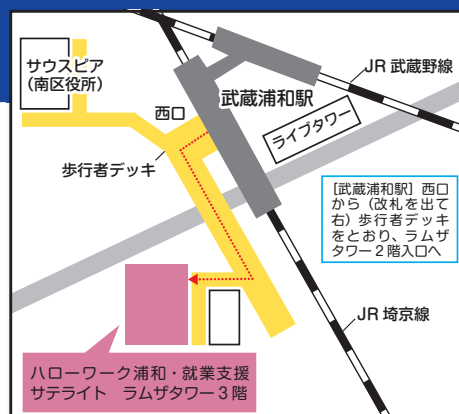 サウスピア
(南区役所)
JR 武蔵野線
西口
武蔵浦和駅
ライブタワー
歩行者デッキ
[武蔵浦和駅] 西口
から（改札を出て
右）歩行者デッキ
をとおり、ラムザ
タワー２階入口へ
JR 埼京線
ハローワーク浦和・就業支援
サテライト　ラムザタワー３階